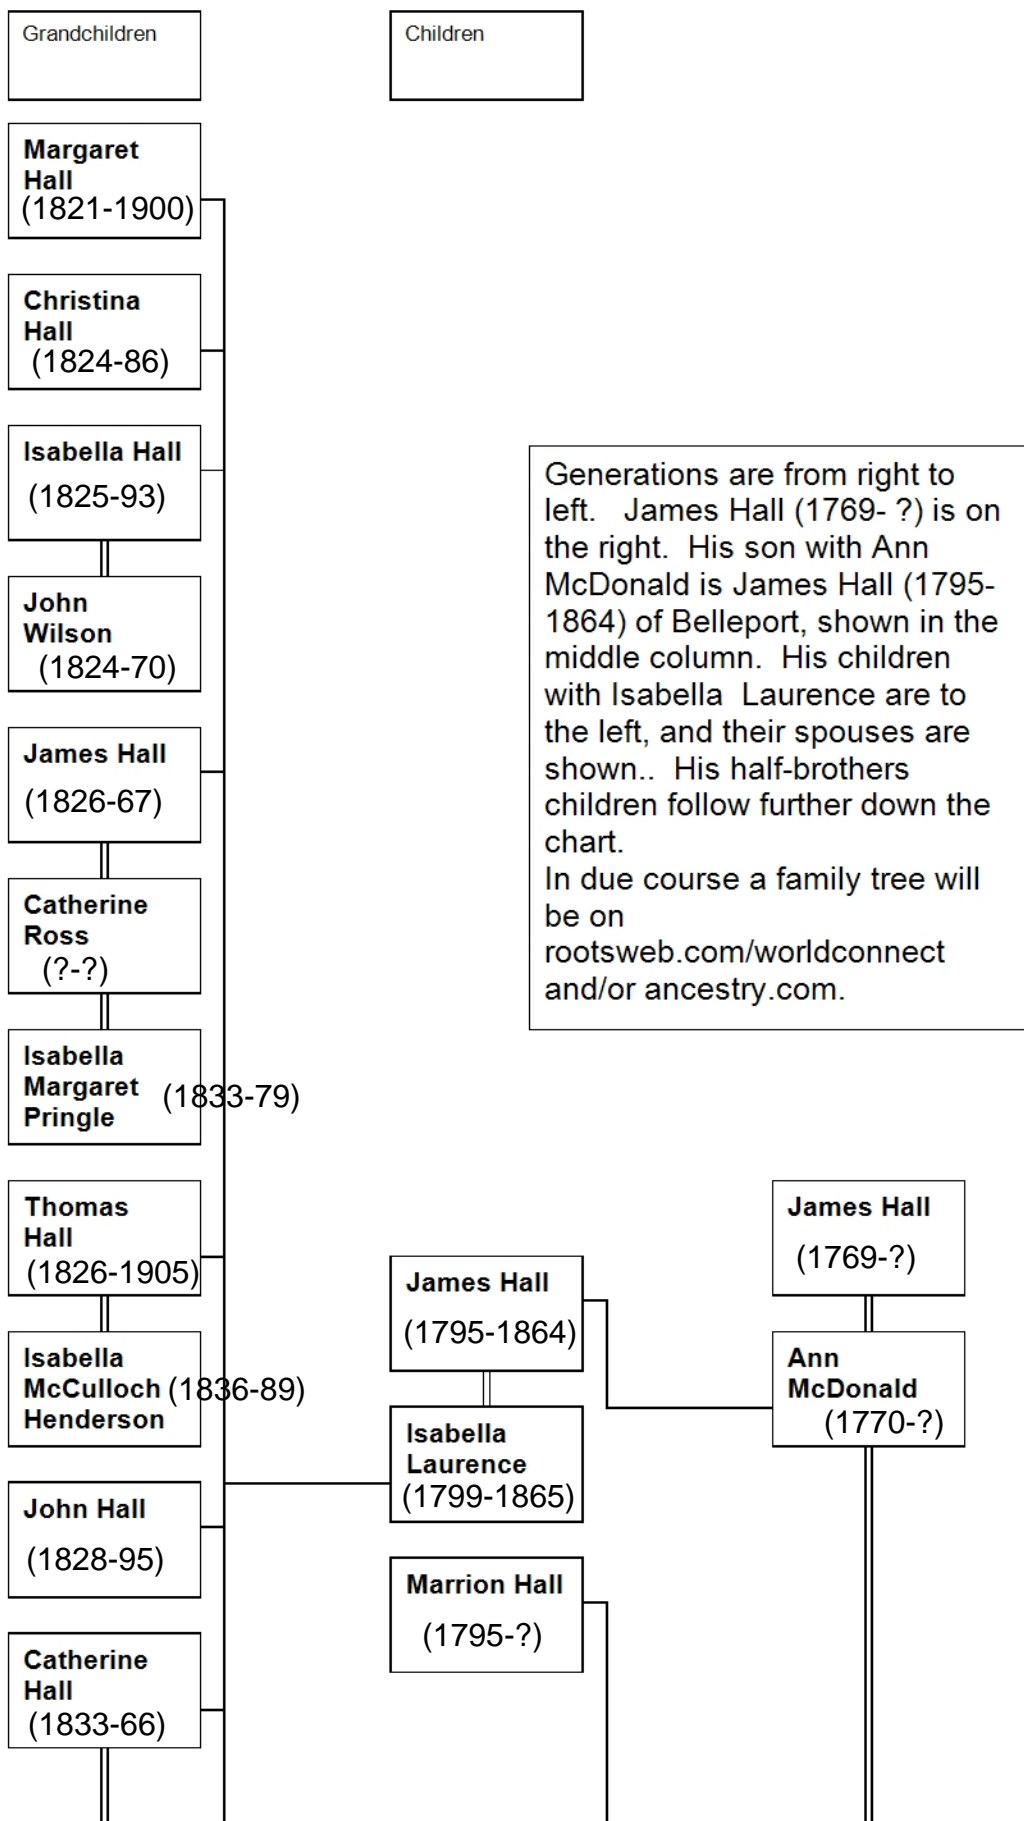 Grandchildren
Children
Margaret
Hall
(1821-1900)
Christina
Hall
(1824-86)
Isabella Hall
(1825-93)
John
Wilson
(1824-70)
James Hall
(1826-67)
Catherine
Ross
(?-?)
Isabella
Margaret
Pringle
(1833-79)
Thomas
Hall
(1826-1905)
Isabella
McCulloch
Henderson
(1836-89)
John Hall
(1828-95)
Catherine
Hall
(1833-66)
Generations are from right to
left. James Hall (1769- ?) is on
the right. His son with Ann
McDonald is James Hall (1795-
1864) of Belleport, shown in the
middle column. His children
with Isabella Laurence are to
the left, and their spouses are
shown.. His half-brothers
children follow further down the
chart.
In due course a family tree will
be on
rootsweb.com/worldconnect
and/or ancestry.com.
James Hall
(1795-1864)
Isabella
Laurence
(1799-1865)
Marrion Hall
(1795-?)
James Hall
(1769-?)
Ann
McDonald
(1770-?)